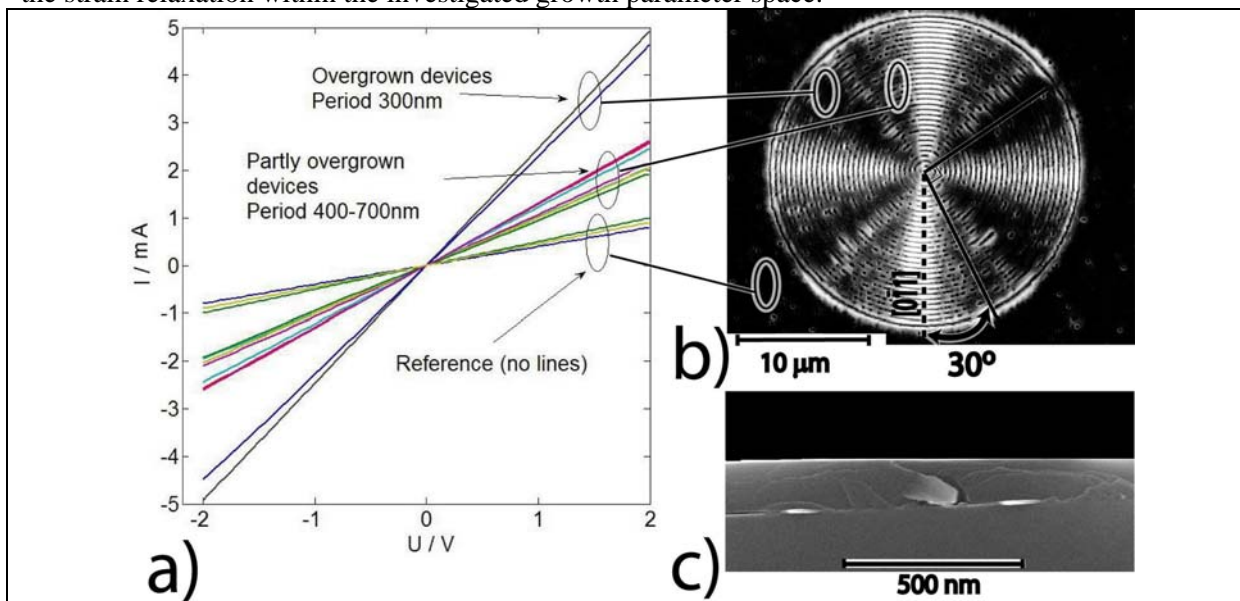 the strain relaxation within the investigated growth parameter space.
5
4
3
2
1
0
-1
-2
-3
-4
-5
I / mA
-2
-1
0
1
2
U / V
Overgrown devices
Period 300nm
Partly overgrown
devices
Period 400-700nm
Reference (no lines)
a)
[011]
10 μm
30º
b)
500 nm
c)